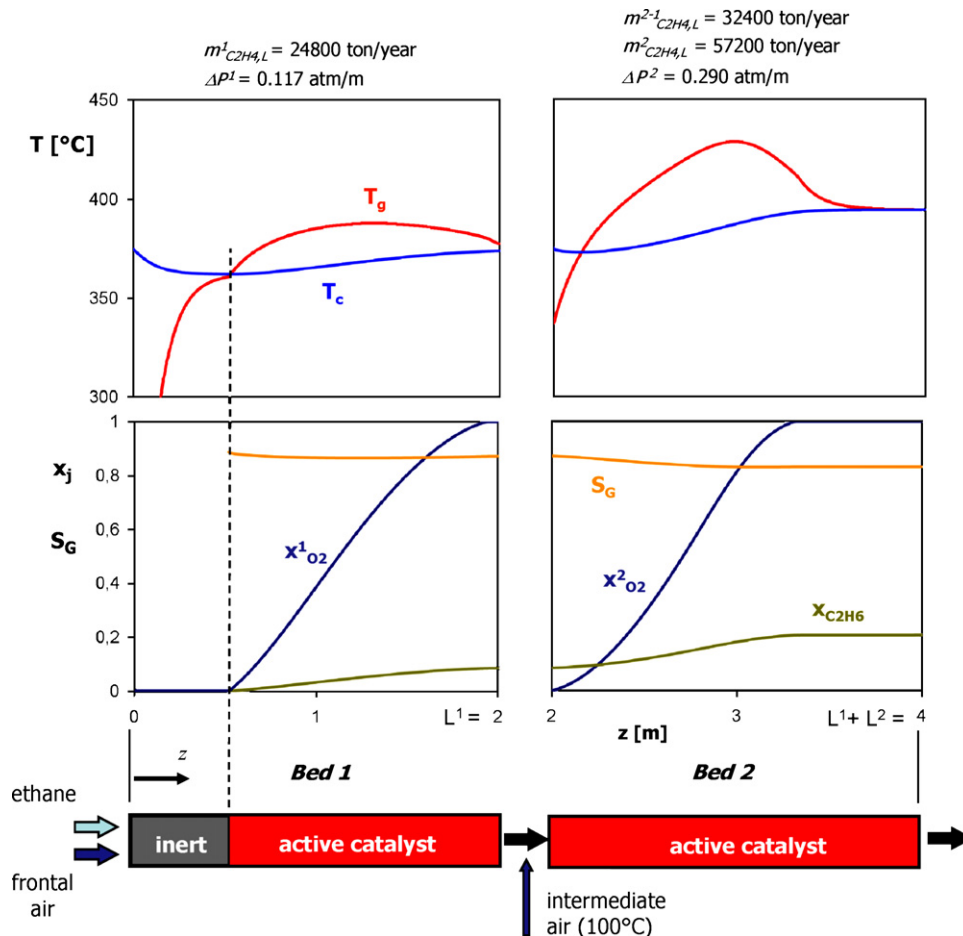 m¹C2H4,L = 24800 ton/year
ΔP¹ = 0.117 atm/m
m²⁻¹C2H4,L = 32400 ton/year
m²C2H4,L = 57200 ton/year
ΔP² = 0.290 atm/m
450
T [°C]
400
350
300
Tg
Tc
1
xj
0.8
SG
0.6
0,4
0.2
0
x¹O2
SG
x²O2
xC2H6
0
1
L¹ = 2
2
3
L¹+ L² = 4
z [m]
z
Bed 1
Bed 2
ethane
inert
active catalyst
active catalyst
frontal
air
intermediate
air (100°C)